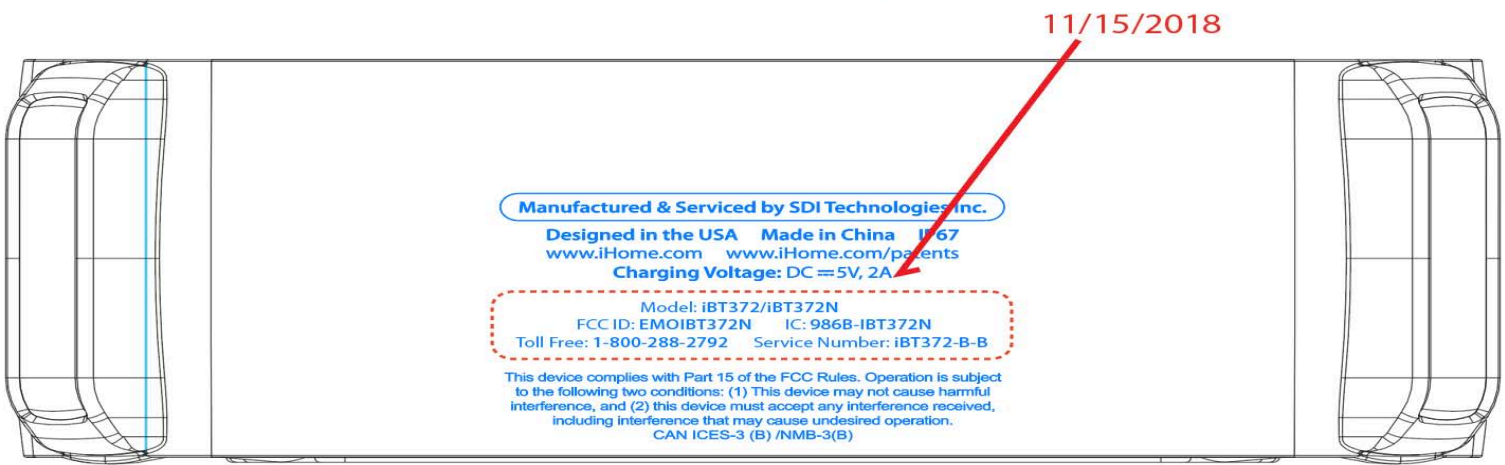 11/15/2018
Manufactured & Serviced by SDI Technologies Inc.
Designed in the USA Made in China IP67
www.iHome.com www.iHome.com/patents
Charging Voltage: DC ⎓ 5V, 2A
Model: iBT372/iBT372N
FCC ID: EMOIBT372N IC: 986B-IBT372N
Toll Free: 1-800-288-2792 Service Number: iBT372-B-B
This device complies with Part 15 of the FCC Rules. Operation is subject
to the following two conditions: (1) This device may not cause harmful
interference, and (2) this device must accept any interference received,
including interference that may cause undesired operation.
CAN ICES-3 (B) /NMB-3(B)